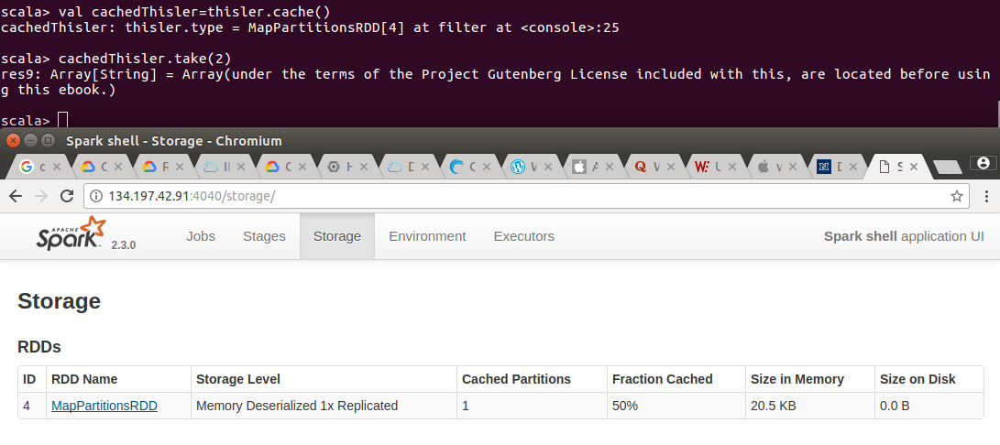 scala> val cachedThisler=thisler.cache()
cachedThisler: thisler.type = MapPartitionsRDD[4] at filter at <console>:25
scala> cachedThisler.take(2)
res9: Array[String] = Array(under the terms of the Project Gutenberg License included with this, are located before usin
g this ebook.)
scala>
Spark shell - Storage - Chromium
c C R II C H D C W A Q W W: U v D S
134.197.42.91:4040/storage/
APACHE Spark 2.3.0 Jobs Stages Storage Environment Executors Spark shell application UI
Storage
RDDs
ID RDD Name Storage Level Cached Partitions Fraction Cached Size in Memory Size on Disk
4 MapPartitionsRDD Memory Deserialized 1x Replicated 1 50% 20.5 KB 0.0 B